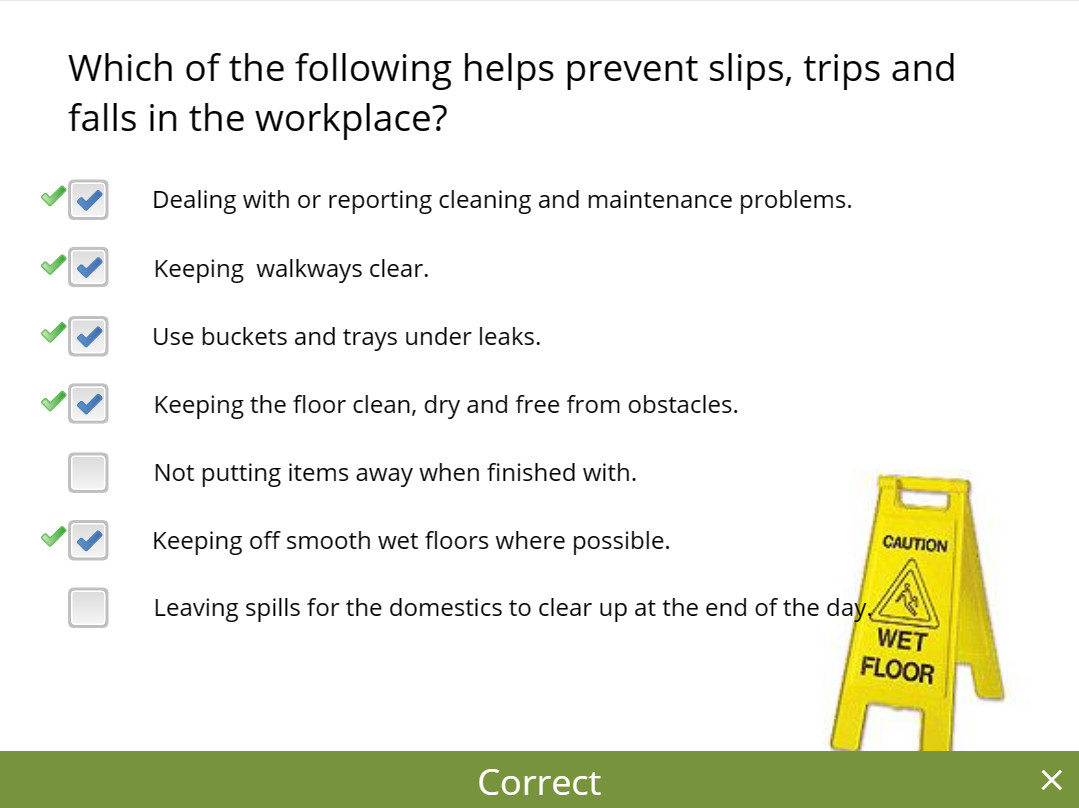 Which of the following helps prevent slips, trips and
falls in the workplace?
Dealing with or reporting cleaning and maintenance problems.
Keeping  walkways clear.
Use buckets and trays under leaks.
Keeping the floor clean, dry and free from obstacles.
Not putting items away when finished with.
Keeping off smooth wet floors where possible.
Leaving spills for the domestics to clear up at the end of the day.
CAUTION
WET
FLOOR
Correct